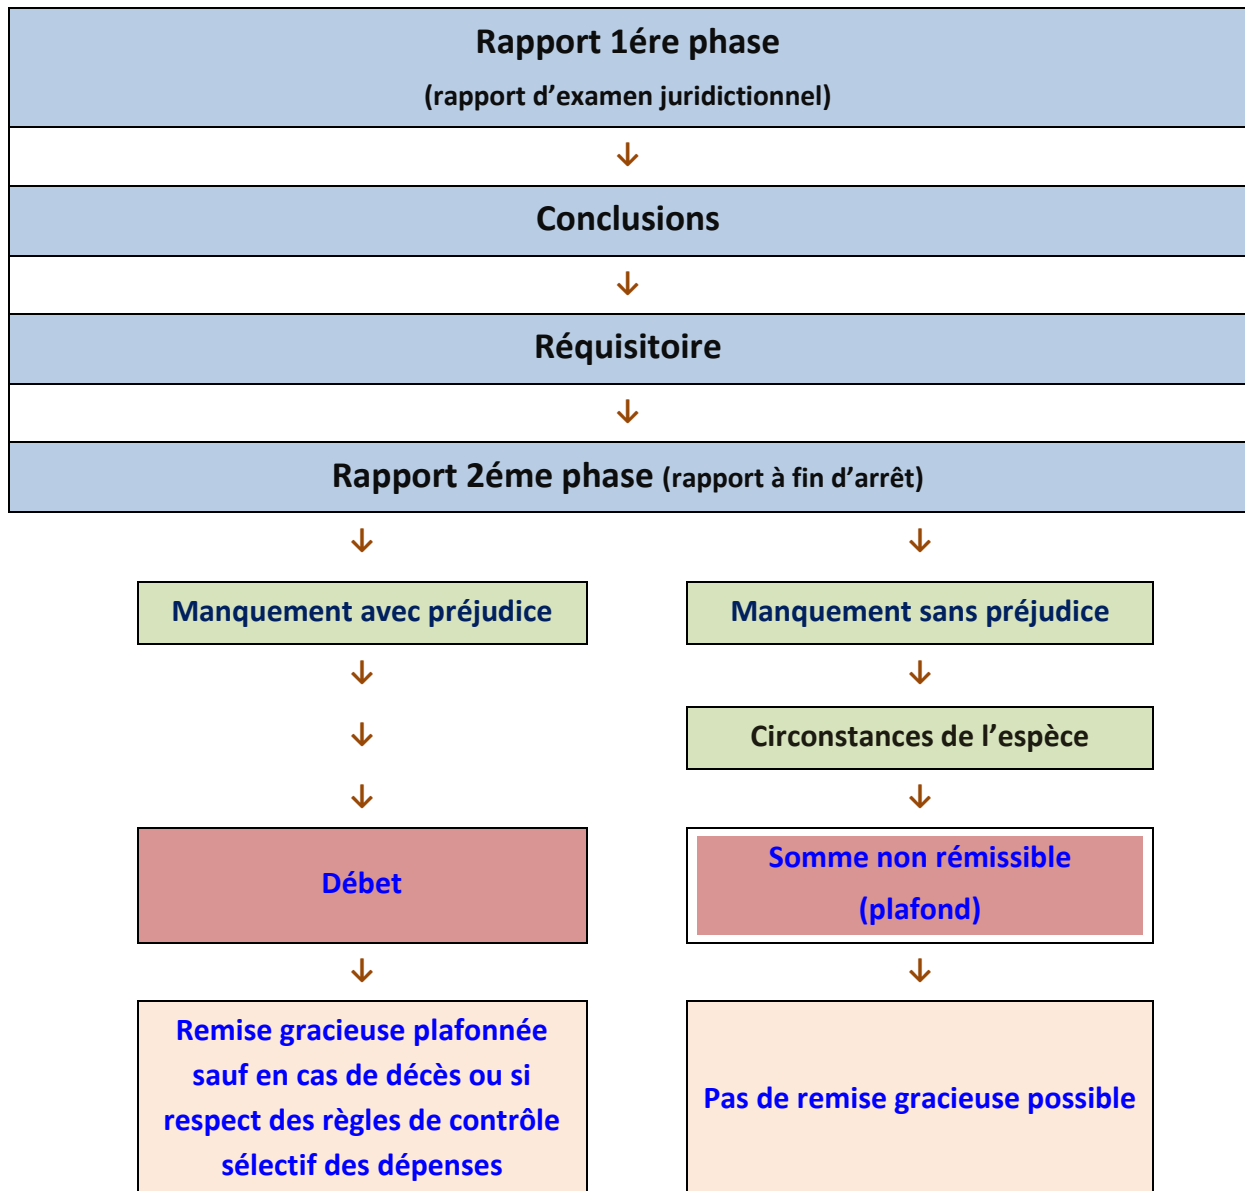 Rapport 1ére phase
(rapport d’examen juridictionnel)
↓
Conclusions
↓
Réquisitoire
↓
Rapport 2éme phase (rapport à fin d’arrêt)
↓ ↓
Manquement avec préjudice
Manquement sans préjudice
↓ ↓
↓
Circonstances de l’espèce
↓ ↓
Débet
Somme non rémissible
(plafond)
↓ ↓
Remise gracieuse plafonnée
sauf en cas de décès ou si
respect des règles de contrôle
sélectif des dépenses
Pas de remise gracieuse possible